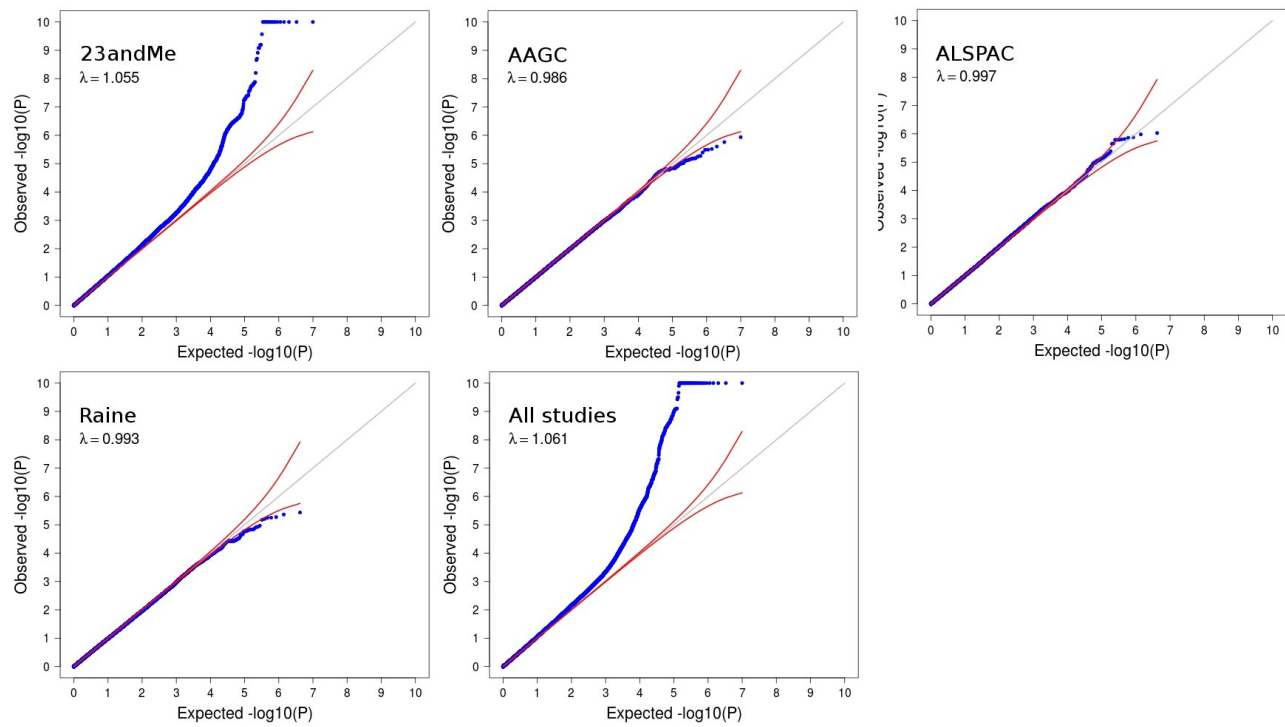 23andMe
λ = 1.055
Observed -log10(P)
10
9
8
7
6
5
4
3
2
1
0
0 1 2 3 4 5 6 7 8 9 10
Expected -log10(P)
AAGC
λ = 0.986
Observed -log10(P)
10
9
8
7
6
5
4
3
2
1
0
0 1 2 3 4 5 6 7 8 9 10
Expected -log10(P)
ALSPAC
λ = 0.997
10
9
8
7
6
5
4
3
2
1
0
0 1 2 3 4 5 6 7 8 9 10
Expected -log10(P)
Raine
λ = 0.993
Observed -log10(P)
10
9
8
7
6
5
4
3
2
1
0
0 1 2 3 4 5 6 7 8 9 10
Expected -log10(P)
All studies
λ = 1.061
Observed -log10(P)
10
9
8
7
6
5
4
3
2
1
0
0 1 2 3 4 5 6 7 8 9 10
Expected -log10(P)